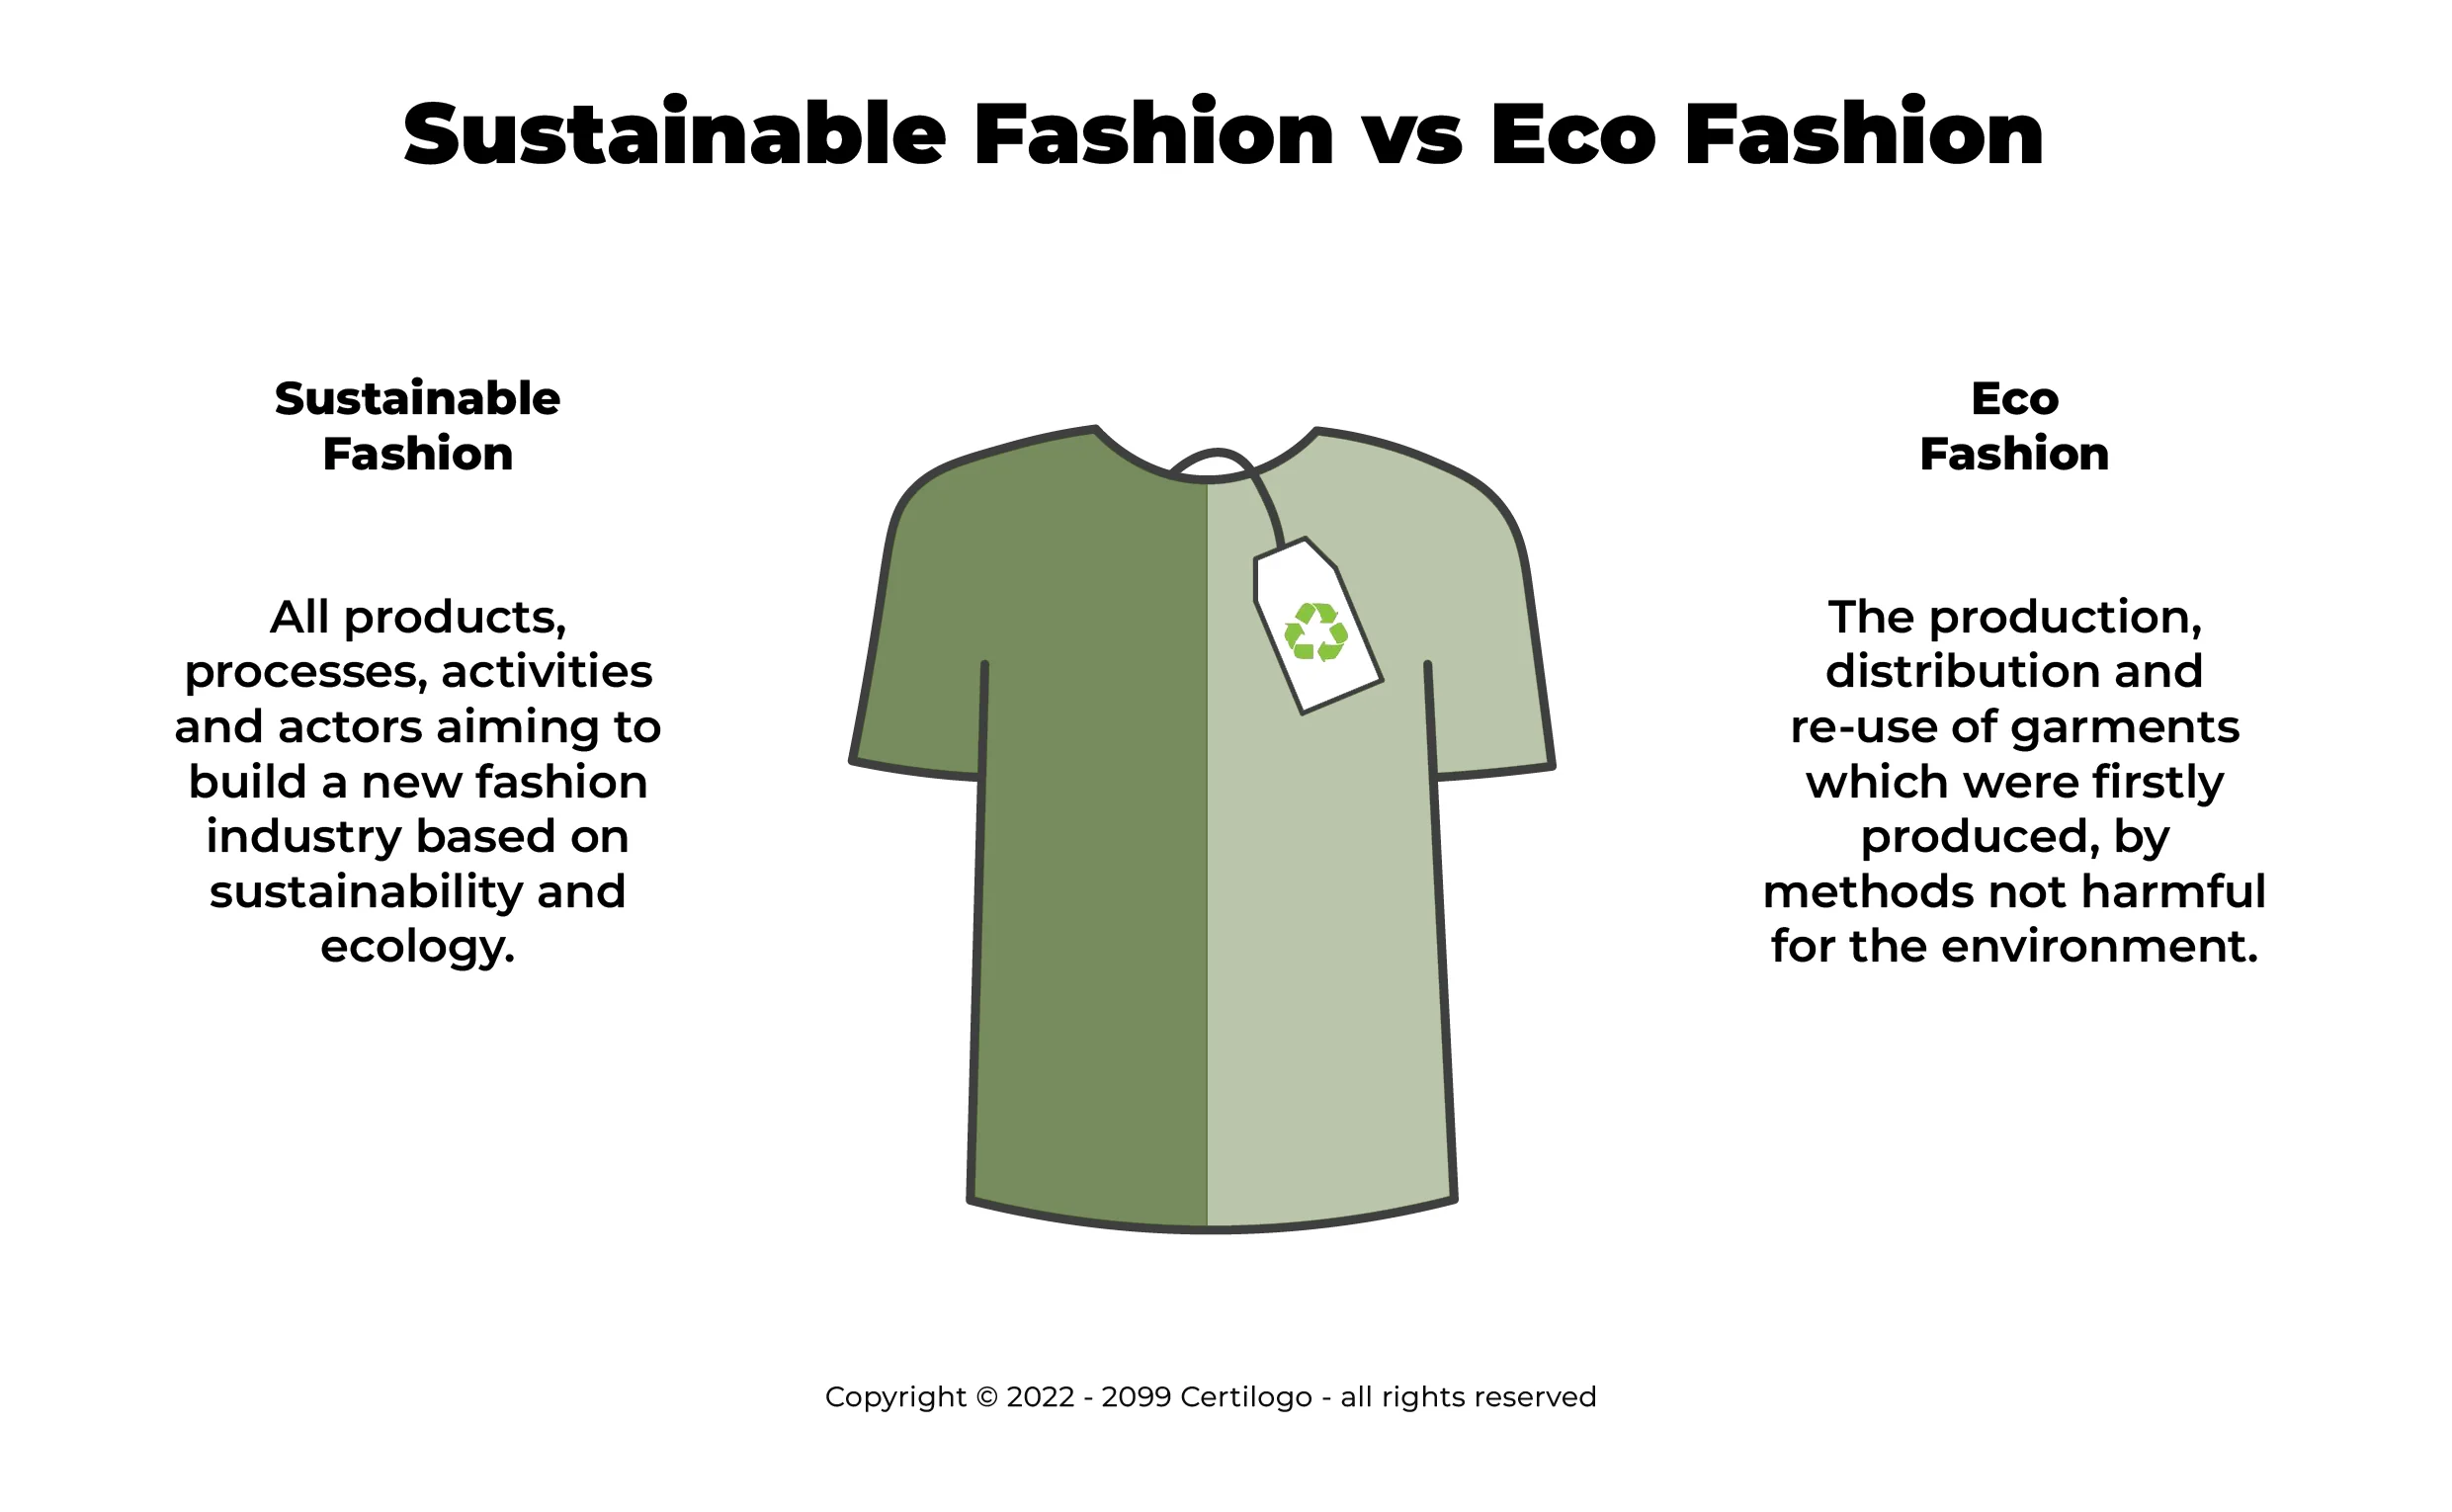 Sustainable Fashion vs Eco Fashion
Sustainable
Fashion
All products,
processes, activities
and actors aiming to
build a new fashion
industry based on
sustainability and
ecology.
Eco
Fashion
The production,
distribution and
re-use of garments
which were firstly
produced, by
methods not harmful
for the environment.
Copyright © 2022 - 2099 Certilogo - all rights reserved